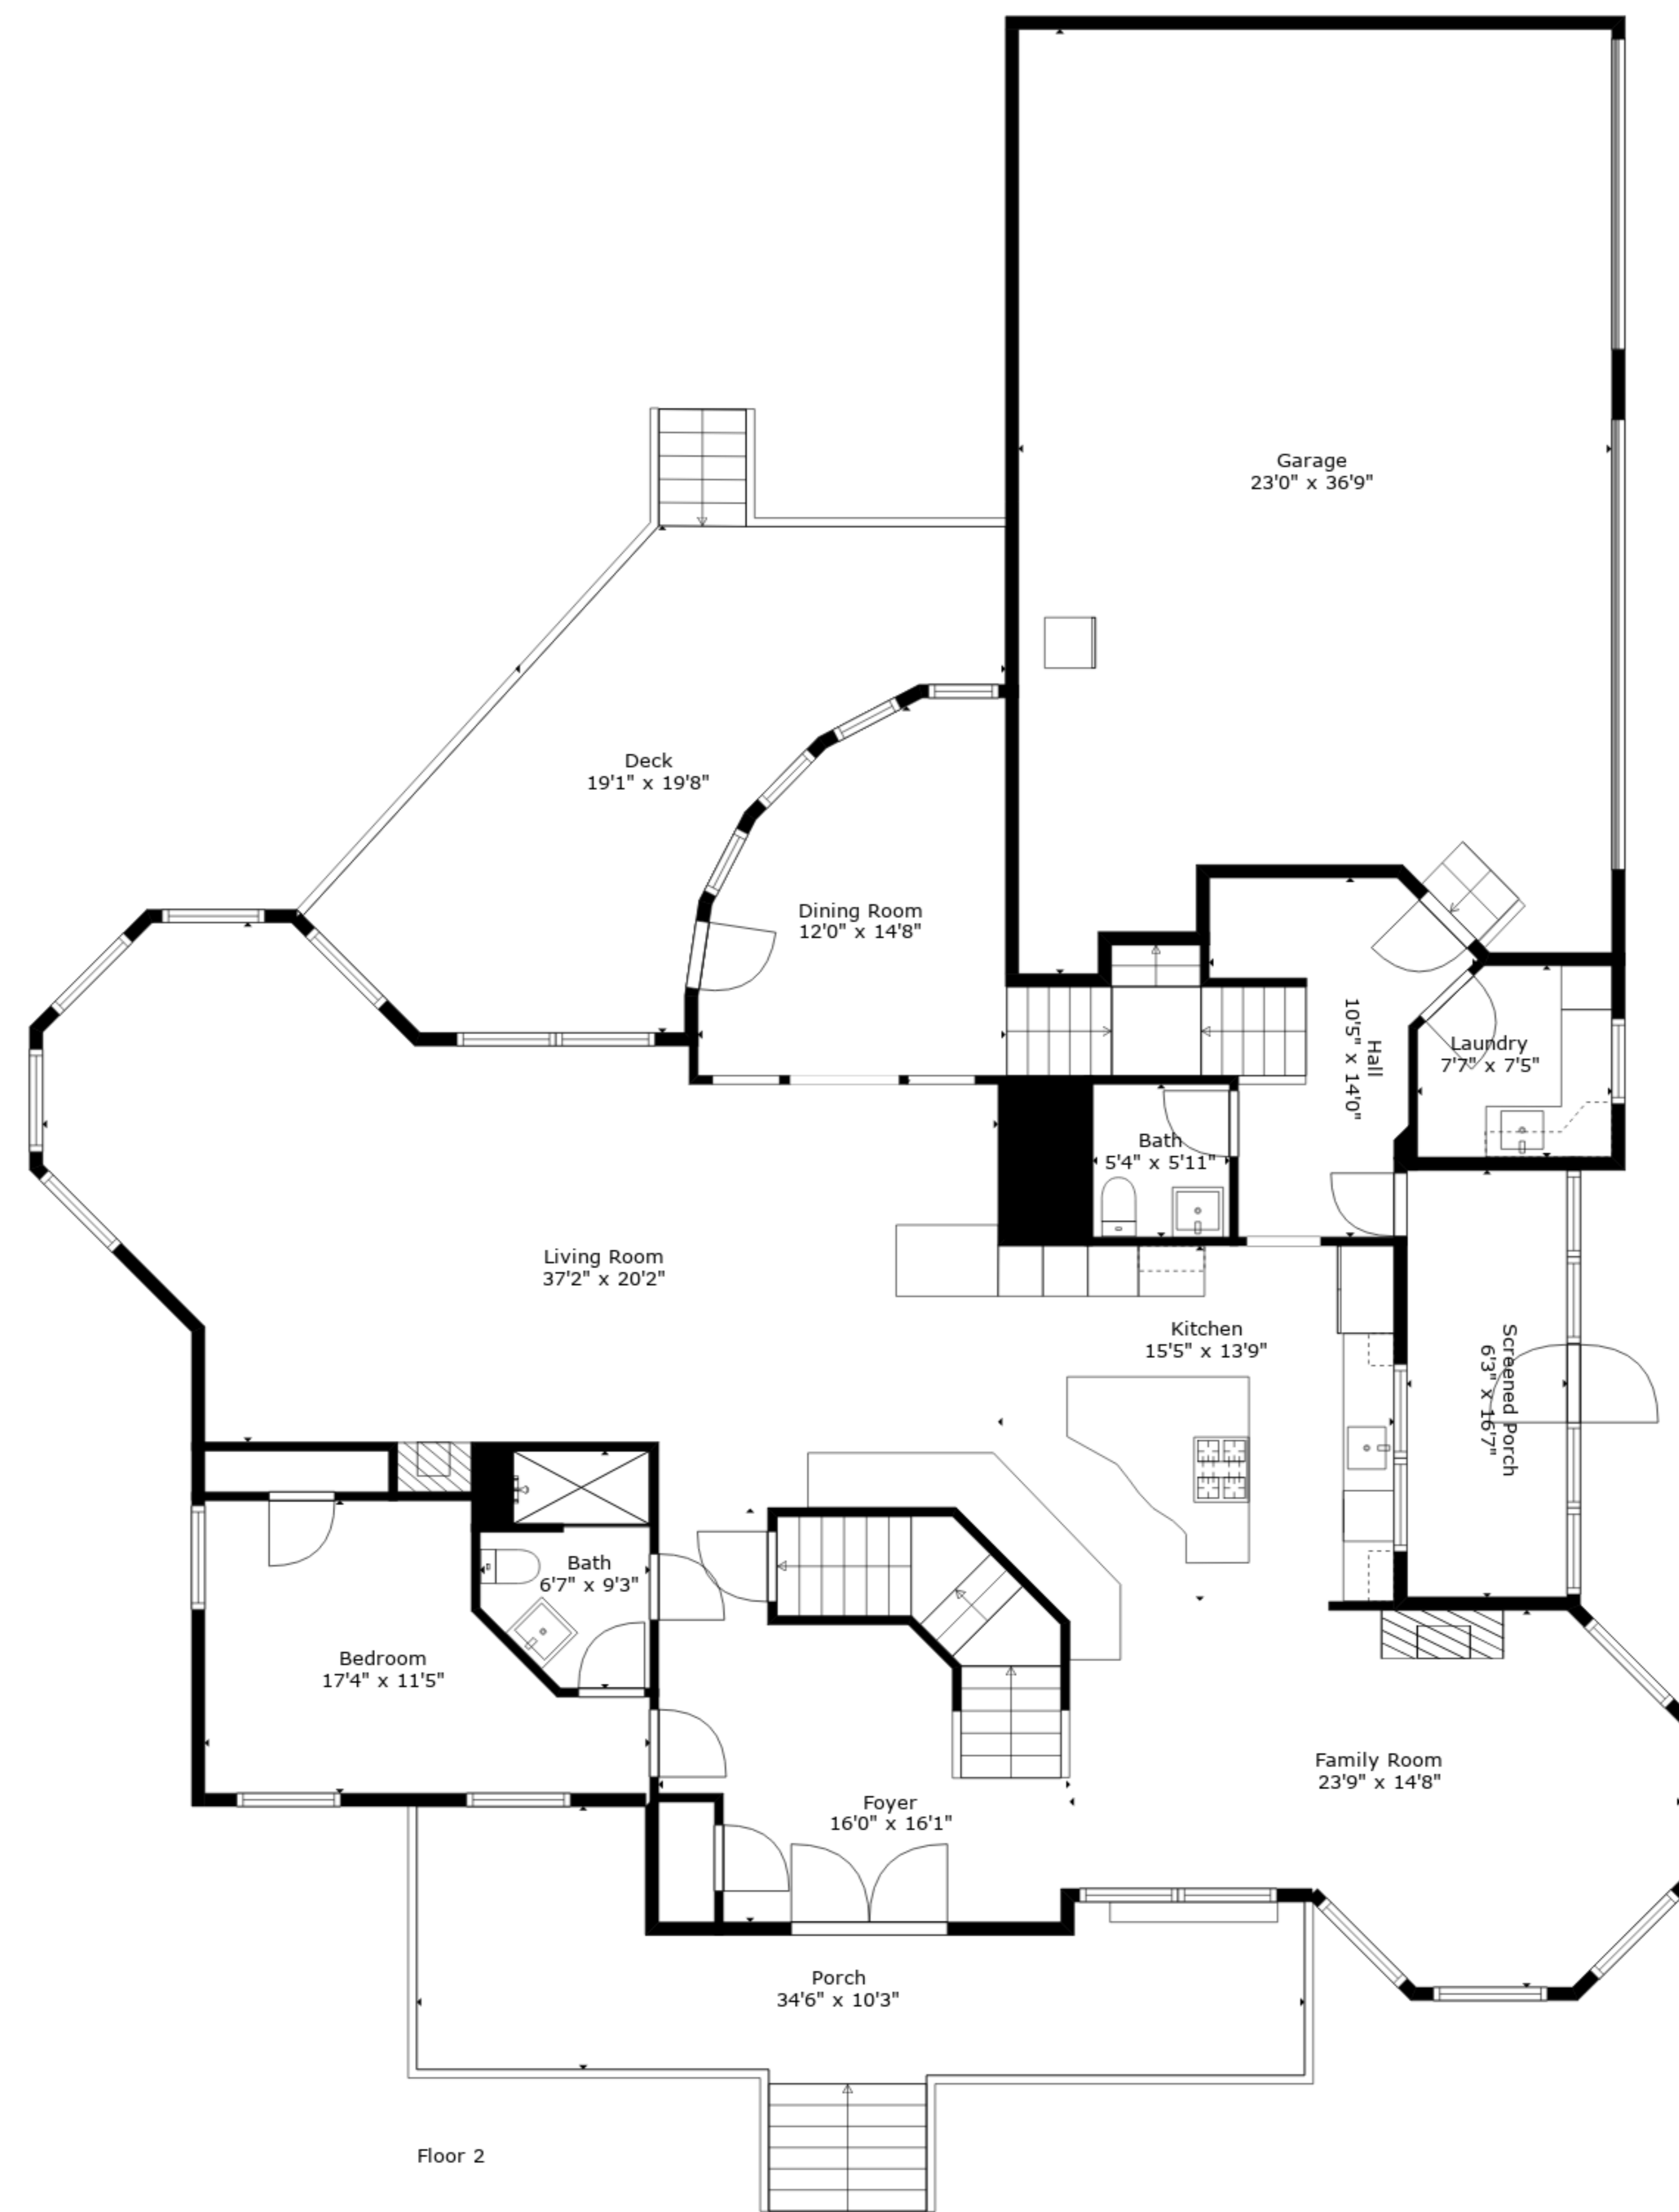 Garage
23'0" x 36'9"
Deck
19'1" x 19'8"
Dining Room
12'0" x 14'8"
Hall
10'5" x 14'0"
Laundry
7'7" x 7'5"
Bath
5'4" x 5'11"
Living Room
37'2" x 20'2"
Kitchen
15'5" x 13'9"
Screened Porch
6'3" x 16'7"
Bath
6'7" x 9'3"
Bedroom
17'4" x 11'5"
Family Room
23'9" x 14'8"
Foyer
16'0" x 16'1"
Porch
34'6" x 10'3"
Floor 2